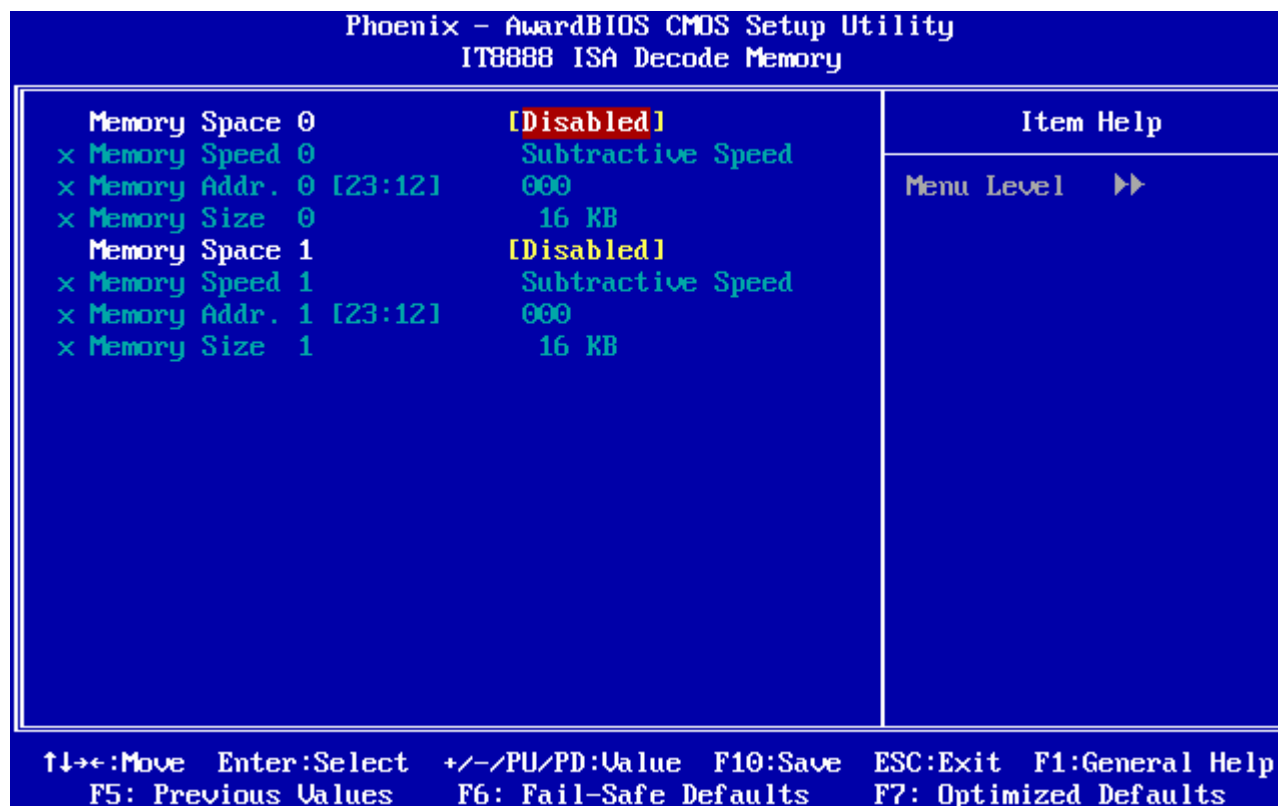 Phoenix - AwardBIOS CMOS Setup Utility
IT8888 ISA Decode Memory
Memory Space 0 [Disabled]
x Memory Speed 0 Subtractive Speed
x Memory Addr. 0 [23:12] 000
x Memory Size 0 16 KB
Memory Space 1 [Disabled]
x Memory Speed 1 Subtractive Speed
x Memory Addr. 1 [23:12] 000
x Memory Size 1 16 KB
Item Help
Menu Level ▶▶
↑↓→←:Move Enter:Select +/-/PU/PD:Value F10:Save ESC:Exit F1:General Help
F5: Previous Values F6: Fail-Safe Defaults F7: Optimized Defaults